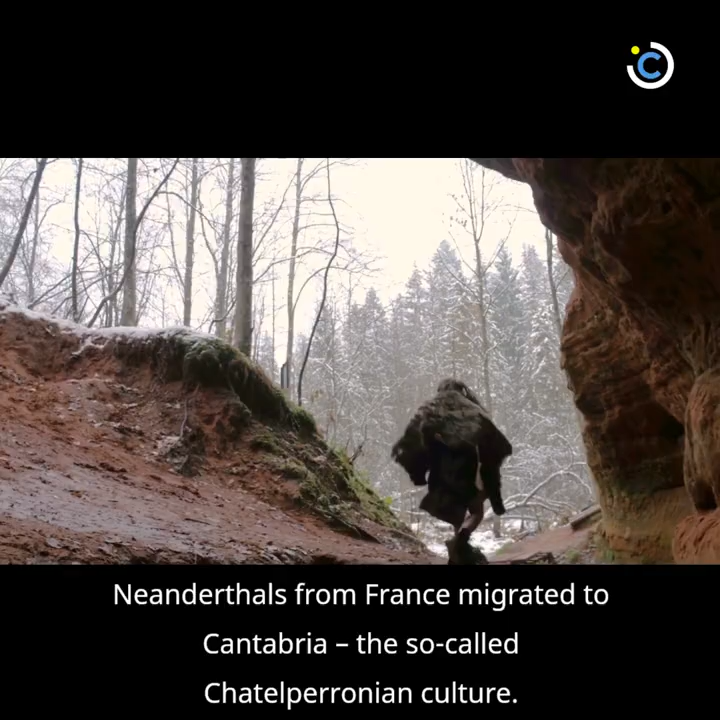 C
Neanderthals from France migrated to
Cantabria – the so-called
Chatelperronian culture.